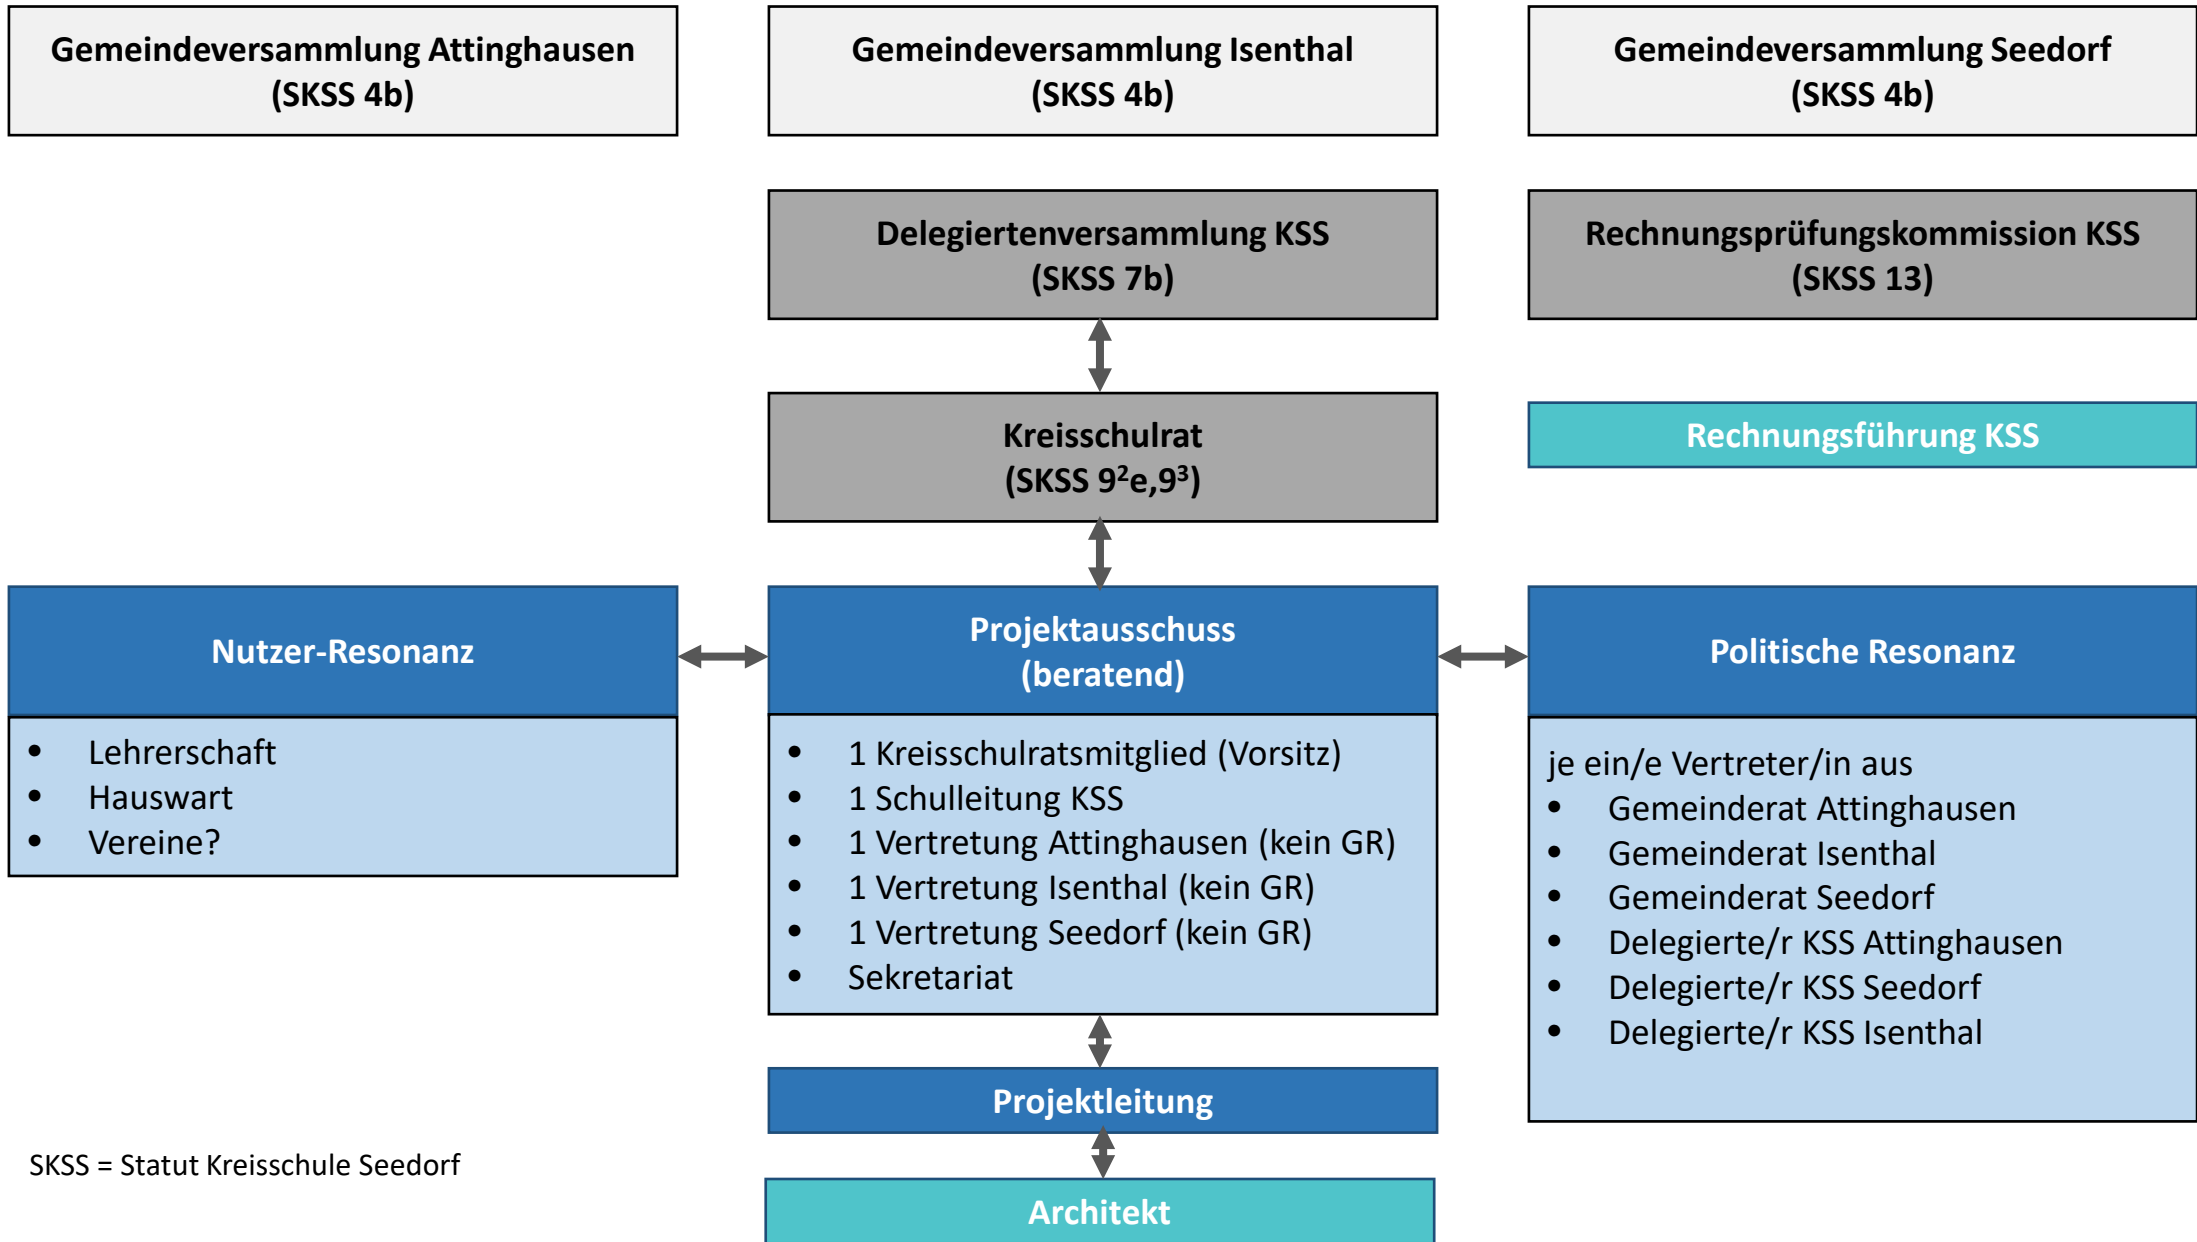 Gemeindeversammlung Attinghausen
(SKSS 4b)
Gemeindeversammlung Isenthal
(SKSS 4b)
Gemeindeversammlung Seedorf
(SKSS 4b)
Delegiertenversammlung KSS
(SKSS 7b)
Rechnungsprüfungskommission KSS
(SKSS 13)
Kreisschulrat
(SKSS 9²e,9³)
Rechnungsführung KSS
Nutzer-Resonanz
• Lehrerschaft
• Hauswart
• Vereine?
Projektausschuss
(beratend)
• 1 Kreisschulratsmitglied (Vorsitz)
• 1 Schulleitung KSS
• 1 Vertretung Attinghausen (kein GR)
• 1 Vertretung Isenthal (kein GR)
• 1 Vertretung Seedorf (kein GR)
• Sekretariat
Politische Resonanz
je ein/e Vertreter/in aus
• Gemeinderat Attinghausen
• Gemeinderat Isenthal
• Gemeinderat Seedorf
• Delegierte/r KSS Attinghausen
• Delegierte/r KSS Seedorf
• Delegierte/r KSS Isenthal
Projektleitung
SKSS = Statut Kreisschule Seedorf
Architekt